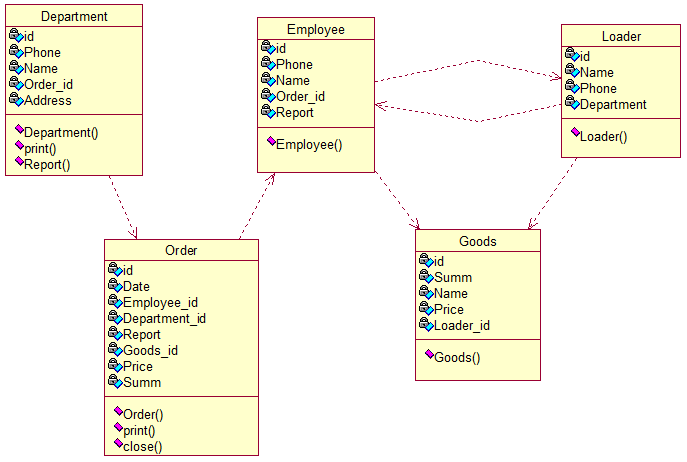 Department
id
Phone
Name
Order_id
Address
Department()
print()
Report()
Employee
id
Phone
Name
Order_id
Report
Employee()
Loader
id
Name
Phone
Department
Loader()
Order
id
Date
Employee_id
Department_id
Report
Goods_id
Price
Summ
Order()
print()
close()
Goods
id
Summ
Name
Price
Loader_id
Goods()